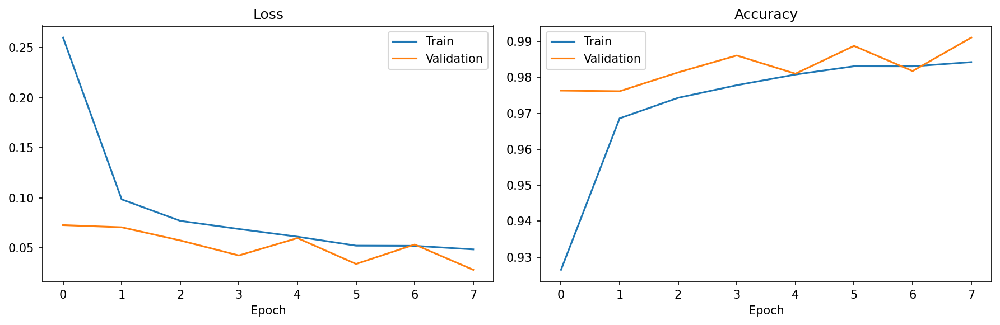 Loss
0.25
0.20
0.15
0.10
0.05
Train
Validation
0 1 2 3 4 5 6 7
Epoch
Accuracy
0.99
0.98
0.97
0.96
0.95
0.94
0.93
Train
Validation
0 1 2 3 4 5 6 7
Epoch